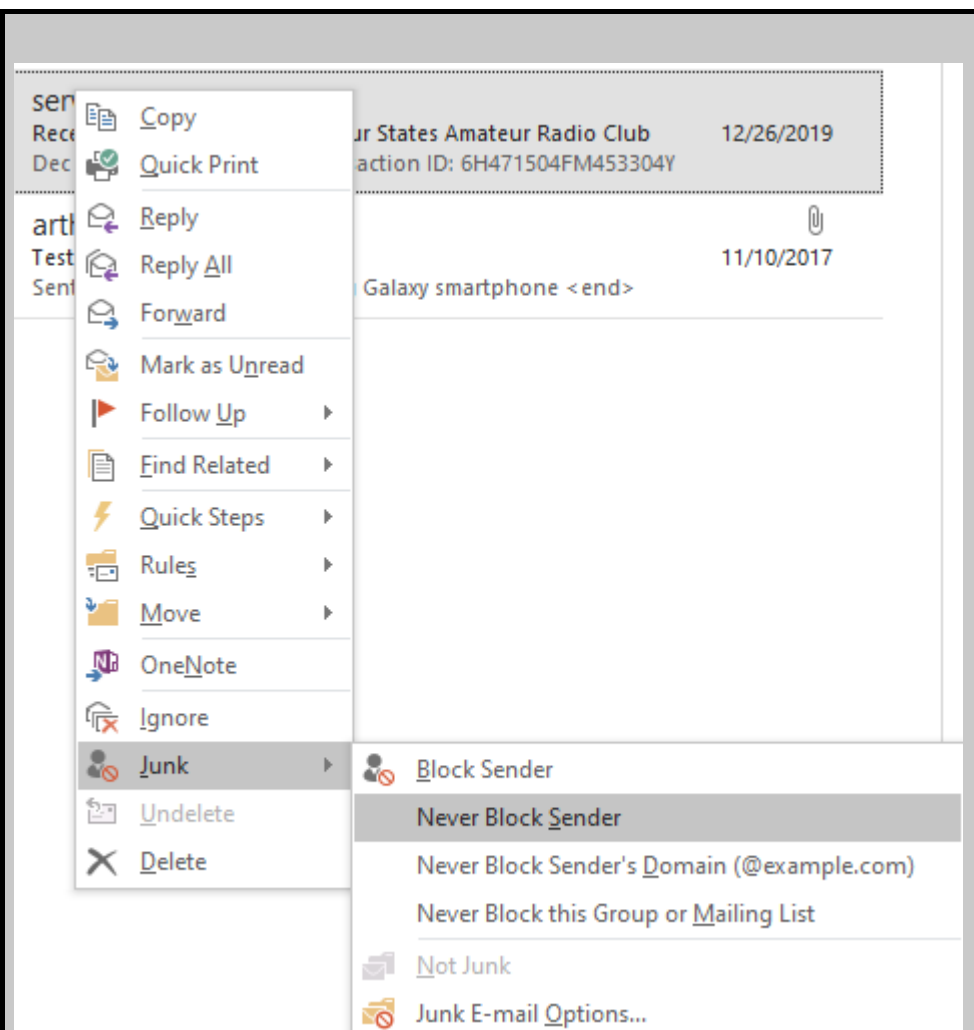 ser
Rece ur States Amateur Radio Club 12/26/2019
Dec action ID: 6H471504FM453304Y
art
Test 11/10/2017
Sent Galaxy smartphone <end>
Copy
Quick Print
Reply
Reply All
Forward
Mark as Unread
Follow Up
Find Related
Quick Steps
Rules
Move
OneNote
Ignore
Junk
Undelete
Delete
Block Sender
Never Block Sender
Never Block Sender's Domain (@example.com)
Never Block this Group or Mailing List
Not Junk
Junk E-mail Options...